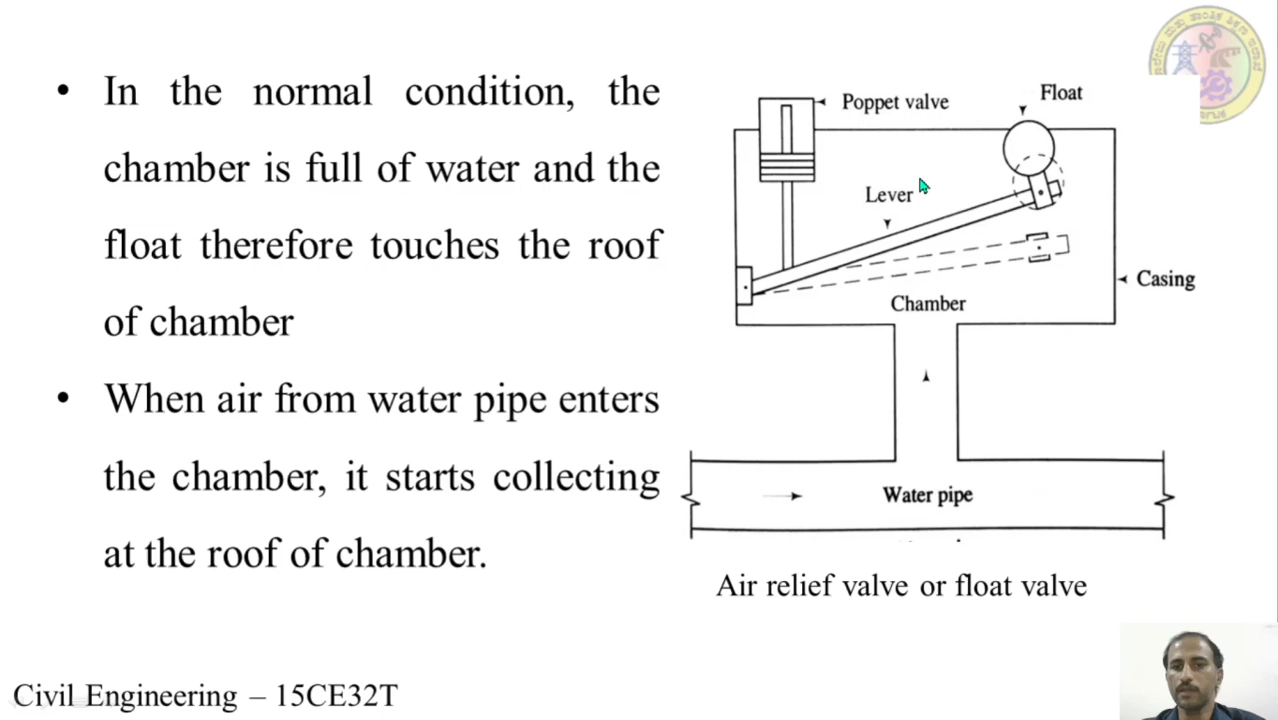 • In the normal condition, the
chamber is full of water and the
float therefore touches the roof
of chamber
• When air from water pipe enters
the chamber, it starts collecting
at the roof of chamber.
Poppet valve
Float
Lever
Casing
Chamber
Water pipe
Air relief valve or float valve
Civil Engineering – 15CE32T